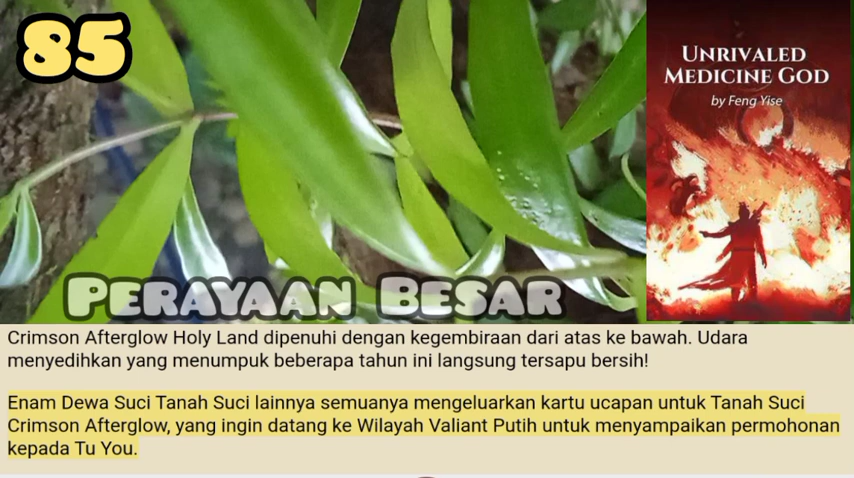 85
UNRIVALED
MEDICINE GOD
by Feng Yise
PERAYAAN BESAR
Crimson Afterglow Holy Land dipenuhi dengan kegembiraan dari atas ke bawah. Udara
menyedihkan yang menumpuk beberapa tahun ini langsung tersapu bersih!
Enam Dewa Suci Tanah Suci lainnya semuanya mengeluarkan kartu ucapan untuk Tanah Suci
Crimson Afterglow, yang ingin datang ke Wilayah Valiant Putih untuk menyampaikan permohonan
kepada Tu You.